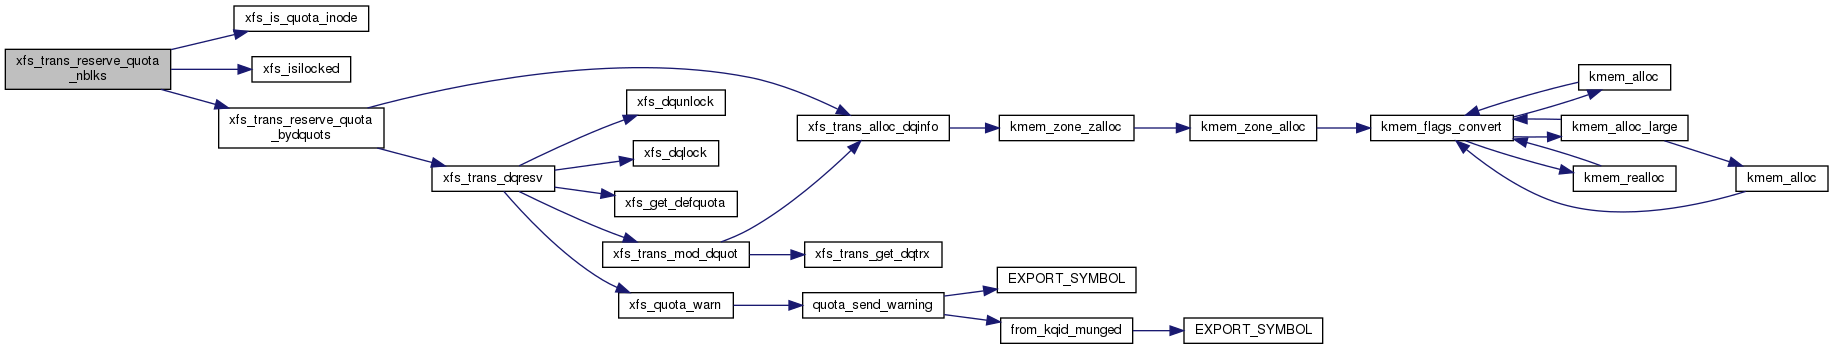 xfs_trans_reserve_quota
_nblks
xfs_is_quota_inode
xfs_isilocked
xfs_trans_reserve_quota
_bydquots
xfs_trans_dqresv
xfs_dqunlock
xfs_dqlock
xfs_get_defquota
xfs_trans_mod_dquot
xfs_quota_warn
xfs_trans_alloc_dqinfo
xfs_trans_get_dqtrx
quota_send_warning
kmem_zone_zalloc
EXPORT_SYMBOL
from_kqid_munged
kmem_zone_alloc
EXPORT_SYMBOL
kmem_flags_convert
kmem_alloc
kmem_alloc_large
kmem_realloc
kmem_alloc